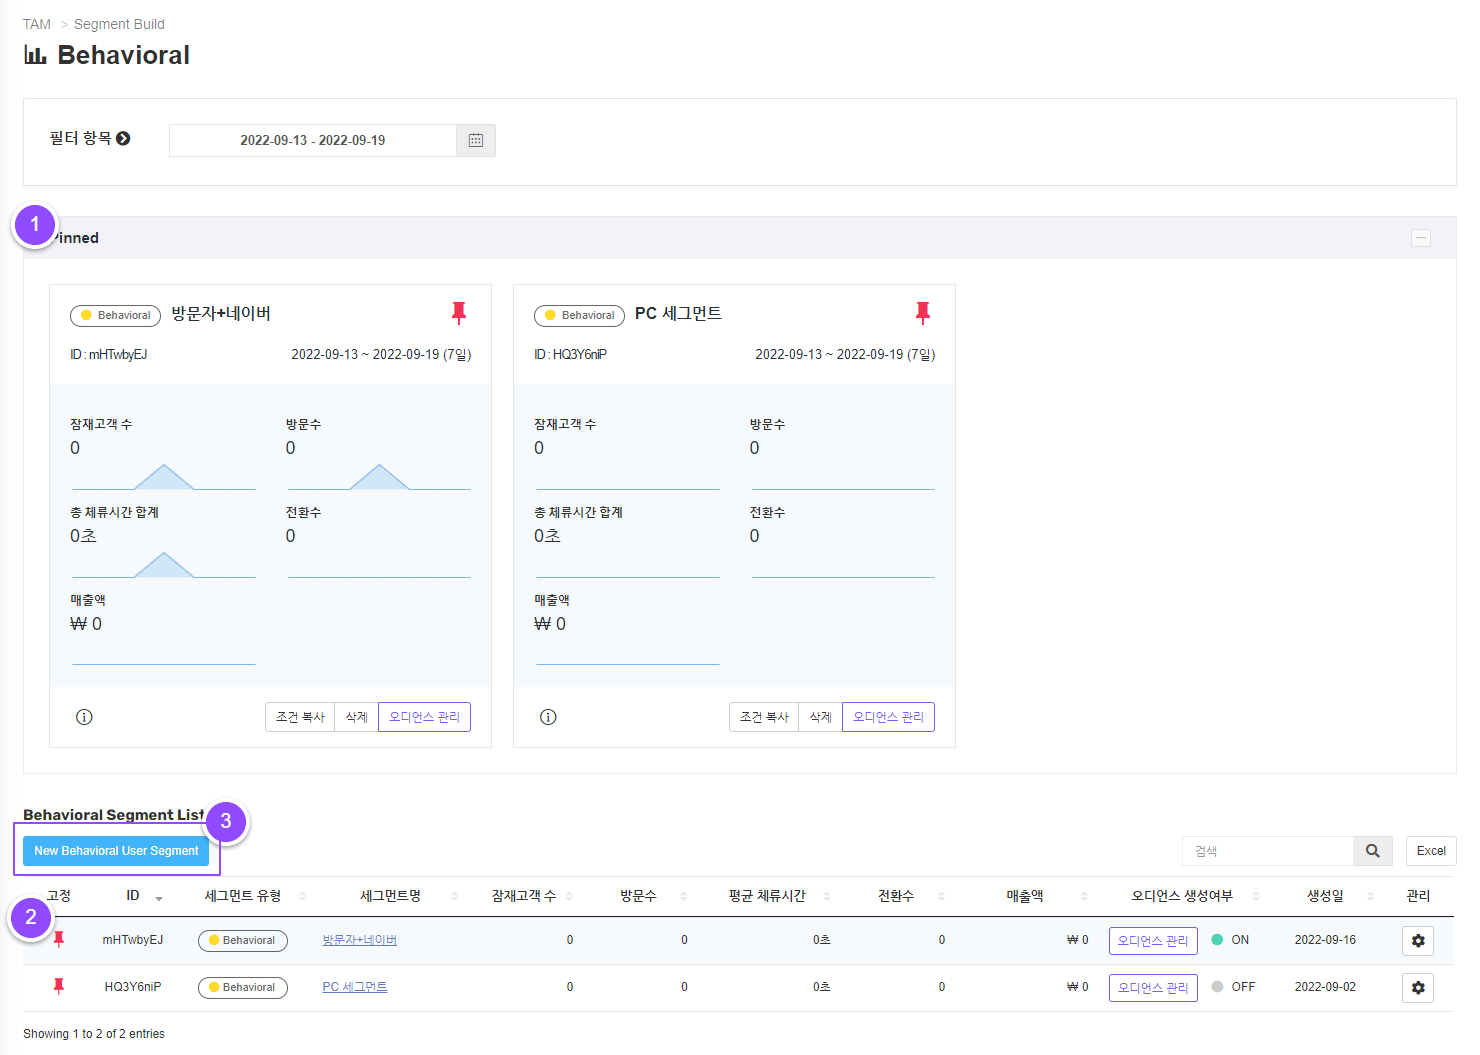 TAM > Segment Build
Behavioral
필터 항목
2022-09-13 - 2022-09-19
1
Pinned
Behavioral 방문자+네이버
ID : mHTwbyEJ 2022-09-13 ~ 2022-09-19 (7일)
잠재고객 수 방문수
0 0
총 체류시간 합계 전환수
0초 0
매출액
₩ 0
조건 복사 삭제 오디언스 관리
Behavioral PC 세그먼트
ID : HQ3Y6niP 2022-09-13 ~ 2022-09-19 (7일)
잠재고객 수 방문수
0 0
총 체류시간 합계 전환수
0초 0
매출액
₩ 0
조건 복사 삭제 오디언스 관리
Behavioral Segment List
3
New Behavioral User Segment
검색 Excel
2
고정 ID 세그먼트 유형 세그먼트명 잠재고객 수 방문수 평균 체류시간 전환수 매출액 오디언스 생성여부 생성일 관리
mHTwbyEJ Behavioral 방문자+네이버 0 0 0초 0 ₩ 0 오디언스 관리 ON 2022-09-16
HQ3Y6niP Behavioral PC 세그먼트 0 0 0초 0 ₩ 0 오디언스 관리 OFF 2022-09-02
Showing 1 to 2 of 2 entries